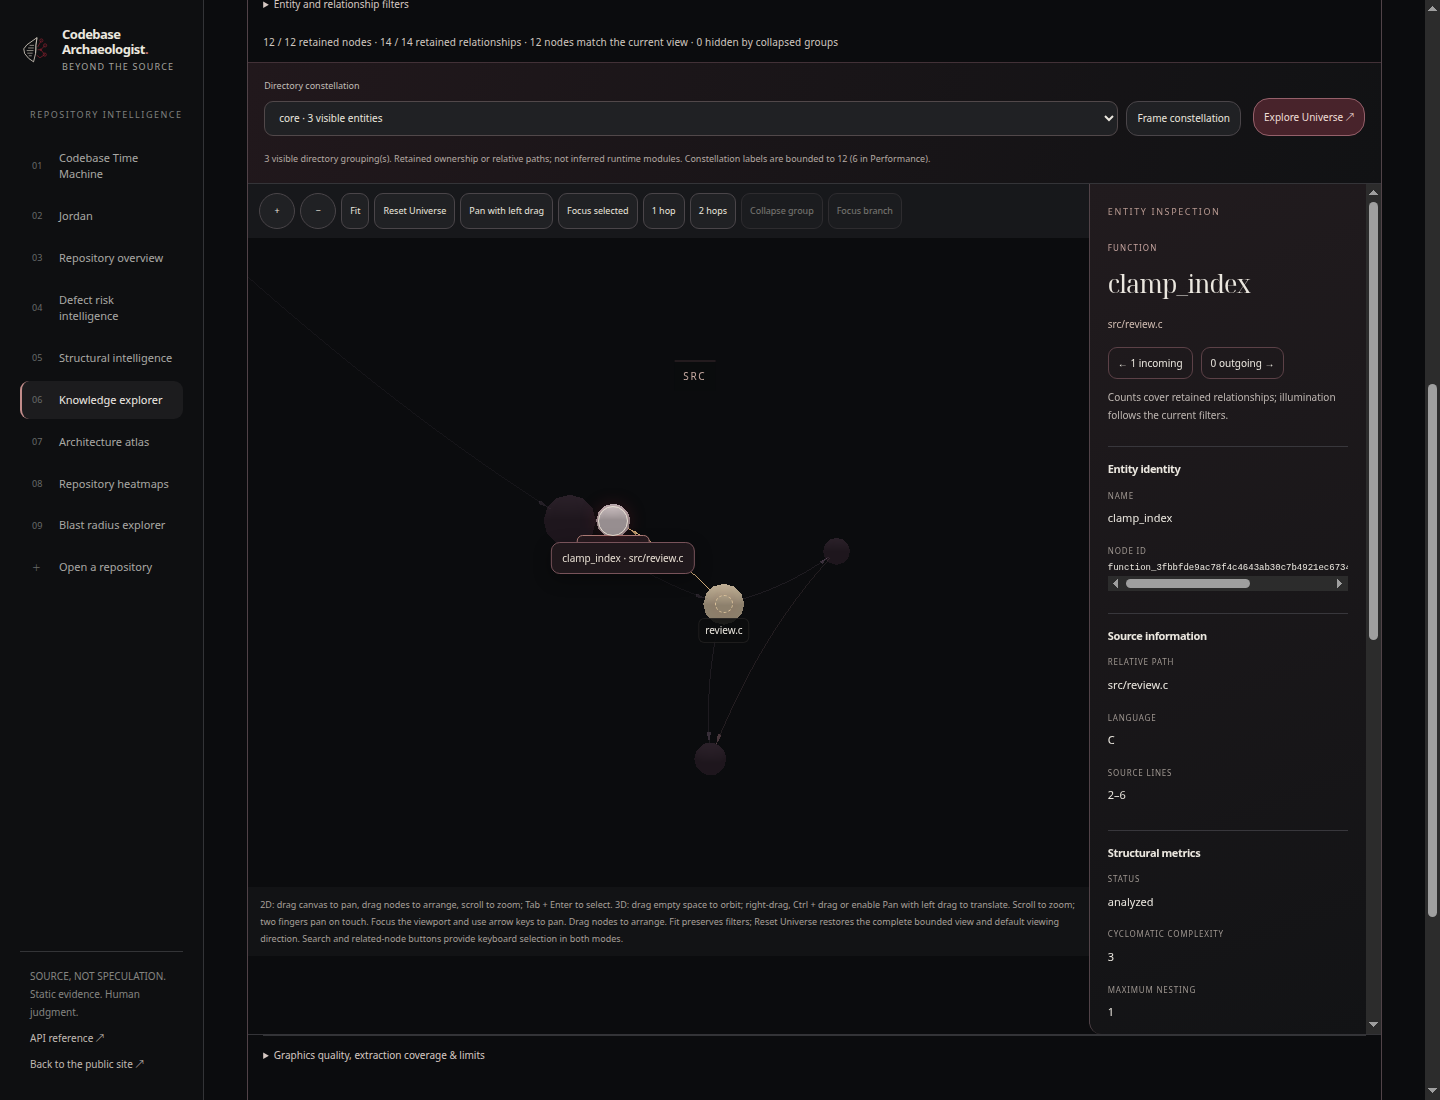 Codebase
Archaeologist.
BEYOND THE SOURCE
REPOSITORY INTELLIGENCE
01 Codebase Time
Machine
02 Jordan
03 Repository overview
04 Defect risk
intelligence
05 Structural intelligence
06 Knowledge explorer
07 Architecture atlas
08 Repository heatmaps
09 Blast radius explorer
+ Open a repository
SOURCE, NOT SPECULATION.
Static evidence. Human
judgment.
API reference ↗
Back to the public site ↗
▶ Entity and relationship filters
12 / 12 retained nodes · 14 / 14 retained relationships · 12 nodes match the current view · 0 hidden by collapsed groups
Directory constellation
core · 3 visible entities
Frame constellation
Explore Universe ↗
3 visible directory grouping(s). Retained ownership or relative paths; not inferred runtime modules. Constellation labels are bounded to 12 (6 in Performance).
+ − Fit Reset Universe Pan with left drag Focus selected 1 hop 2 hops Collapse group Focus branch
SRC
clamp_index · src/review.c
review.c
2D: drag canvas to pan, drag nodes to arrange, scroll to zoom; Tab + Enter to select. 3D: drag empty space to orbit; right-drag, Ctrl + drag or enable Pan with left drag to translate. Scroll to zoom;
two fingers pan on touch. Focus the viewport and use arrow keys to pan. Drag nodes to arrange. Fit preserves filters; Reset Universe restores the complete bounded view and default viewing
direction. Search and related-node buttons provide keyboard selection in both modes.
ENTITY INSPECTION
FUNCTION
clamp_index
src/review.c
← 1 incoming 0 outgoing →
Counts cover retained relationships; illumination
follows the current filters.
Entity identity
NAME
clamp_index
NODE ID
function_3fbbfde9ac78f4c4643ab30c7b4921ec6734
Source information
RELATIVE PATH
src/review.c
LANGUAGE
C
SOURCE LINES
2–6
Structural metrics
STATUS
analyzed
CYCLOMATIC COMPLEXITY
3
MAXIMUM NESTING
1
▶ Graphics quality, extraction coverage & limits